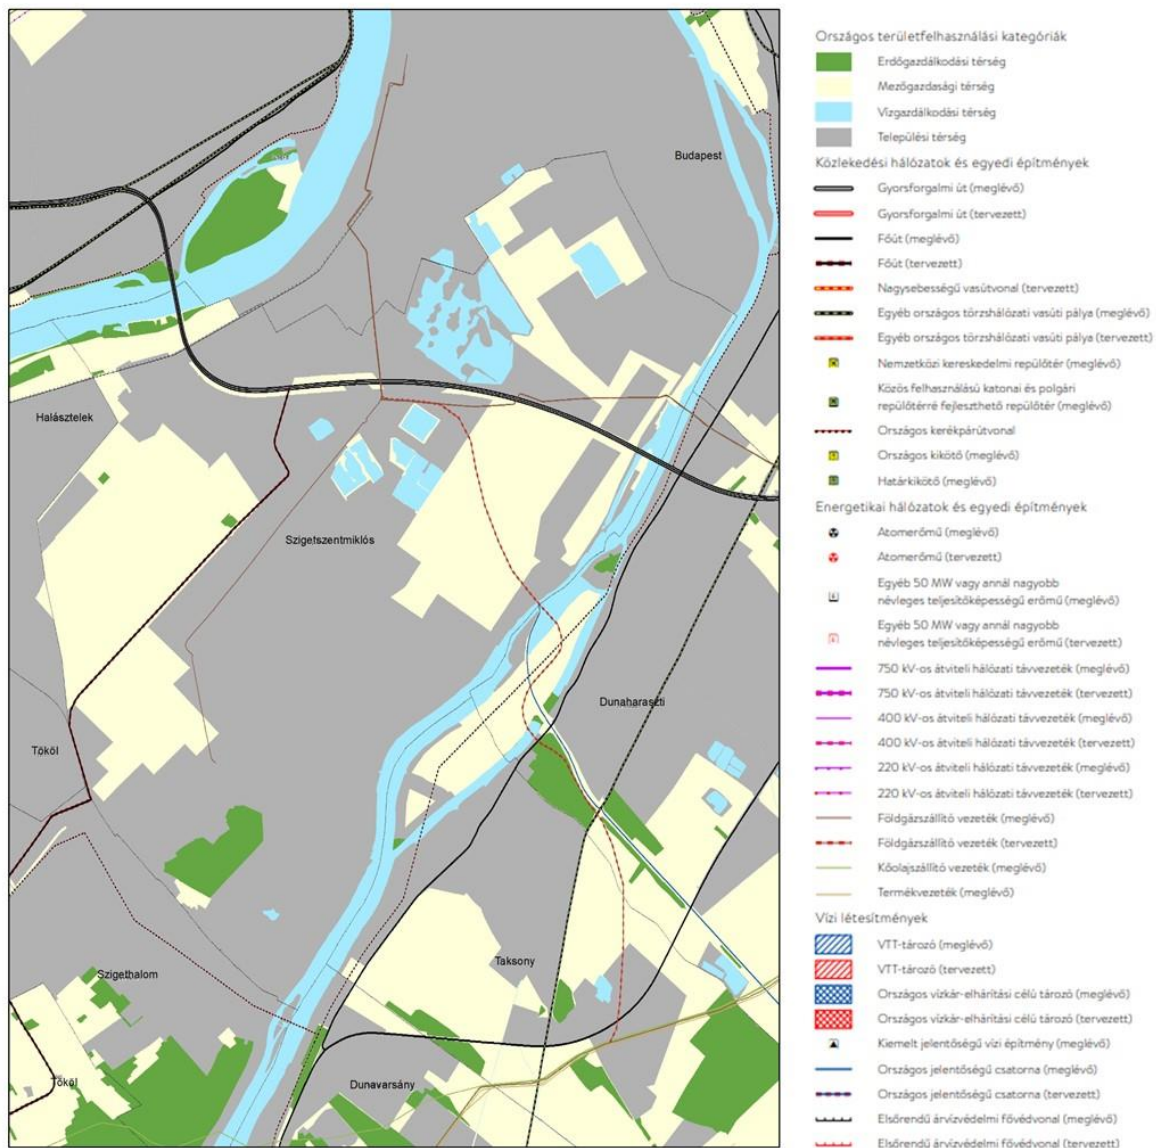 Budapest
Halásztelek
Szigetszentmiklós
Dunaharaszti
Tököl
Taksony
Szigethalom
Tököl
Dunavarsány
Országos területfelhasználási kategóriák
Erdőgazdálkodási térség
Mezőgazdasági térség
Vízgazdálkodási térség
Települési térség
Közlekedési hálózatok és egyedi építmények
Gyorsforgalmi út (meglévő)
Gyorsforgalmi út (tervezett)
Főút (meglévő)
Főút (tervezett)
Nagysebességű vasútvonal (tervezett)
Egyéb országos törzshálózati vasúti pálya (meglévő)
Egyéb országos törzshálózati vasúti pálya (tervezett)
Nemzetközi kereskedelmi repülőtér (meglévő)
Közös felhasználású katonai és polgári
repülőtérré fejleszthető repülőtér (meglévő)
Országos kerékpárútvonal
Országos kikötő (meglévő)
Határkikötő (meglévő)
Energetikai hálózatok és egyedi építmények
Atomerőmű (meglévő)
Atomerőmű (tervezett)
Egyéb 50 MW vagy annál nagyobb
névleges teljesítőképességű erőmű (meglévő)
Egyéb 50 MW vagy annál nagyobb
névleges teljesítőképességű erőmű (tervezett)
750 kV-os átviteli hálózati távvezeték (meglévő)
750 kV-os átviteli hálózati távvezeték (tervezett)
400 kV-os átviteli hálózati távvezeték (meglévő)
400 kV-os átviteli hálózati távvezeték (tervezett)
220 kV-os átviteli hálózati távvezeték (meglévő)
220 kV-os átviteli hálózati távvezeték (tervezett)
Földgázszállító vezeték (meglévő)
Földgázszállító vezeték (tervezett)
Kőolajszállító vezeték (meglévő)
Termékvezeték (meglévő)
Vízi létesítmények
VTT-tározó (meglévő)
VTT-tározó (tervezett)
Országos vízkár-elhárítási célú tározó (meglévő)
Országos vízkár-elhárítási célú tározó (tervezett)
Kiemelt jelentőségű vízi építmény (meglévő)
Országos jelentőségű csatorna (meglévő)
Országos jelentőségű csatorna (tervezett)
Elsőrendű árvízvédelmi fővédvonal (meglévő)
Elsőrendű árvízvédelmi fővédvonal (tervezett)